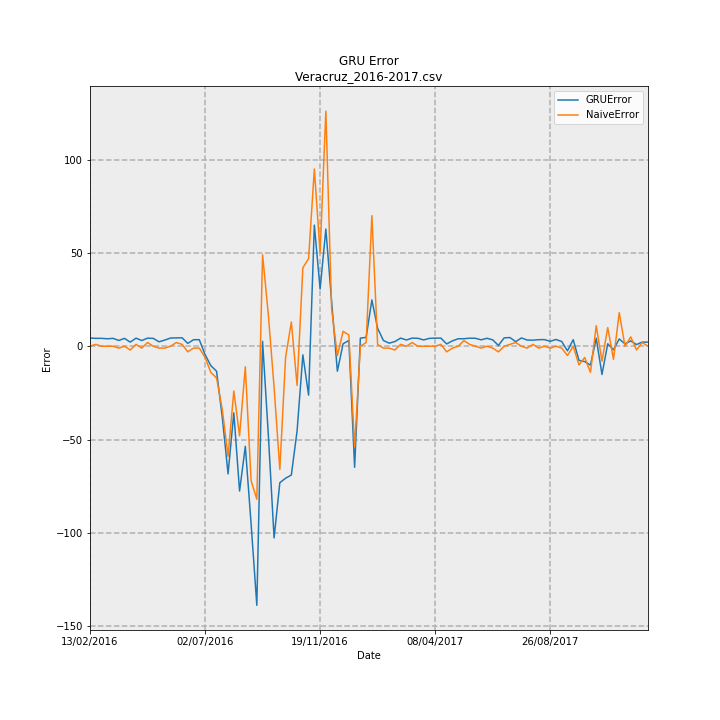 GRU Error
Veracruz_2016-2017.csv
GRUError
NaiveError
100
50
0
−50
−100
−150
Error
13/02/2016 02/07/2016 19/11/2016 08/04/2017 26/08/2017
Date